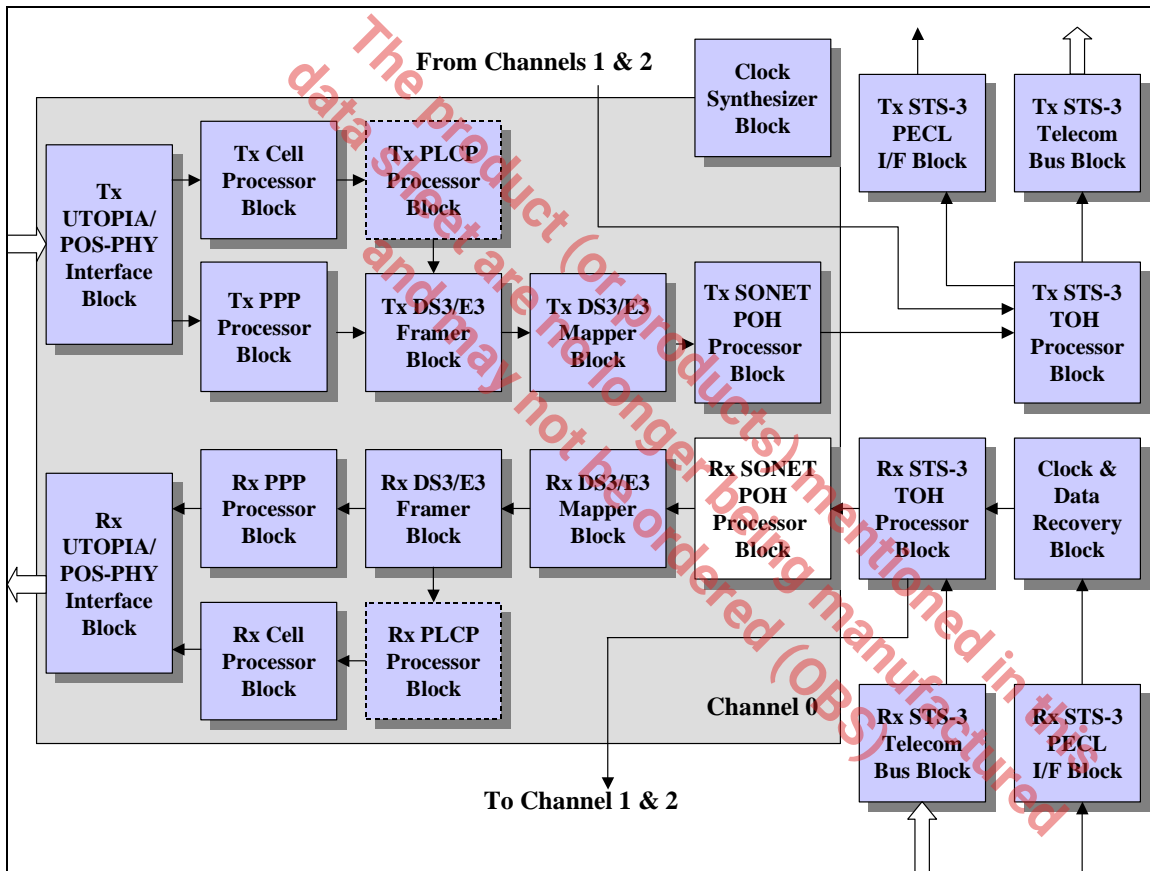 From Channels 1 & 2
Clock
Synthesizer
Block
Tx STS-3
PECL
I/F Block
Tx STS-3
Telecom
Bus Block
Tx
UTOPIA/
POS-PHY
Interface
Block
Tx Cell
Processor
Block
Tx PLCP
Processor
Block
Tx PPP
Processor
Block
Tx DS3/E3
Framer
Block
Tx DS3/E3
Mapper
Block
Tx SONET
POH
Processor
Block
Tx STS-3
TOH
Processor
Block
Rx
UTOPIA/
POS-PHY
Interface
Block
Rx PPP
Processor
Block
Rx DS3/E3
Framer
Block
Rx DS3/E3
Mapper
Block
Rx SONET
POH
Processor
Block
Rx STS-3
TOH
Processor
Block
Clock &
Data
Recovery
Block
Rx Cell
Processor
Block
Rx PLCP
Processor
Block
Channel 0
Rx STS-3
Telecom
Bus Block
Rx STS-3
PECL
I/F Block
To Channel 1 & 2
The product (or products) mentioned in this
data sheet are no longer being manufactured
and may not be ordered (OBS)